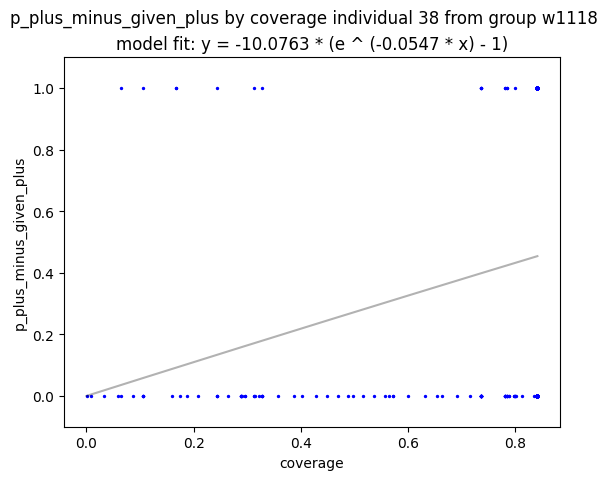 p_plus_minus_given_plus by coverage individual 38 from group w1118
model fit: y = -10.0763 * (e ^ (-0.0547 * x) - 1)
1.0
0.8
0.6
0.4
0.2
0.0
p_plus_minus_given_plus
0.0 0.2 0.4 0.6 0.8
coverage